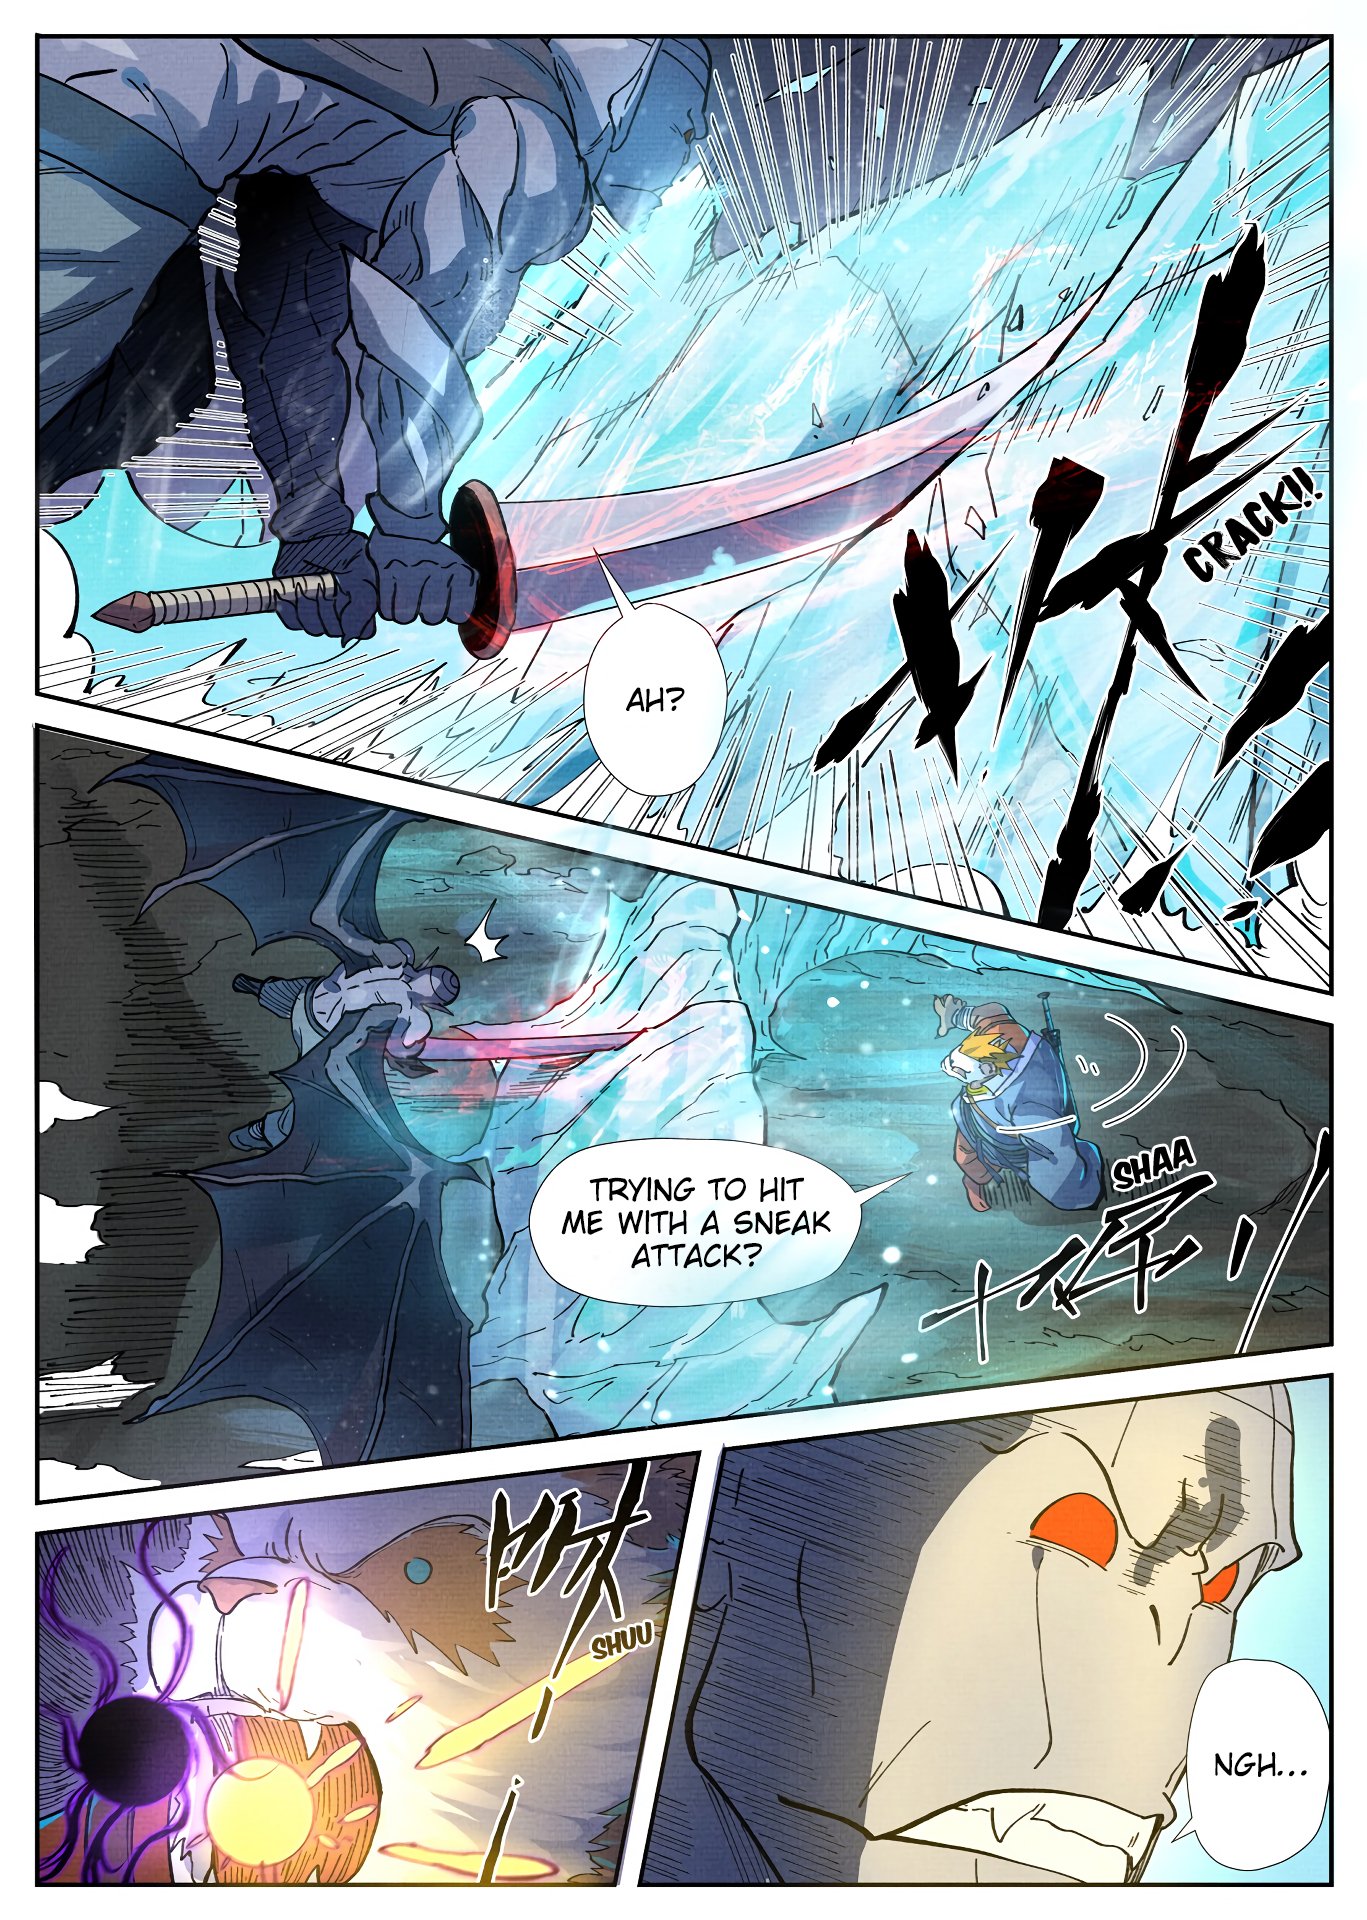 CRACK!!
AH?
TRYING TO HIT
ME WITH A SNEAK
ATTACK?
SHAA
SHUU
NGH...